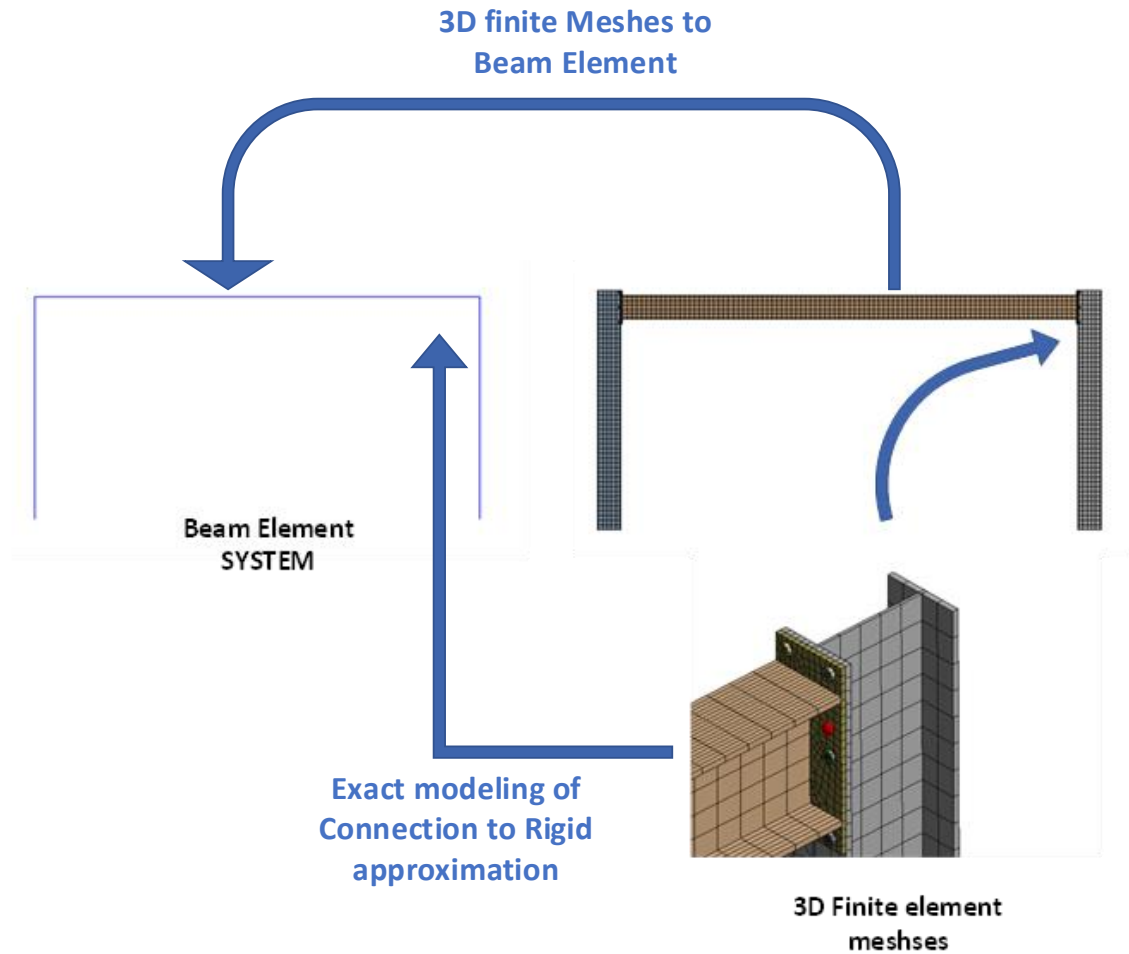 3D finite Meshes to
Beam Element
Beam Element
SYSTEM
Exact modeling of
Connection to Rigid
approximation
3D Finite element
meshses